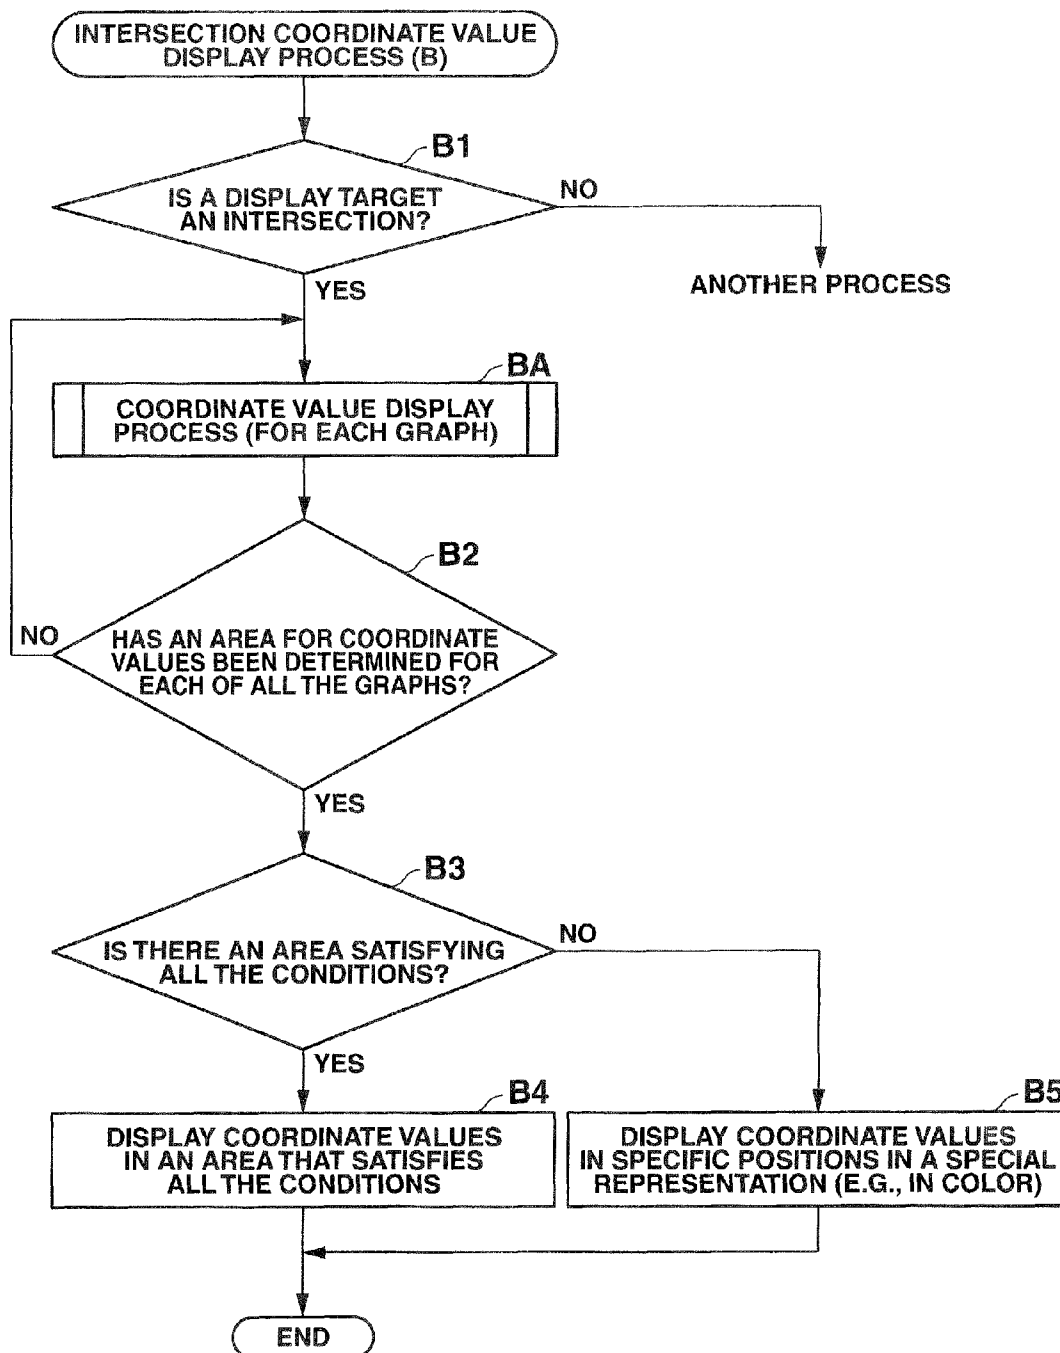 INTERSECTION COORDINATE VALUE
DISPLAY PROCESS (B)
B1
IS A DISPLAY TARGET
AN INTERSECTION?
NO
ANOTHER PROCESS
YES
BA
COORDINATE VALUE DISPLAY
PROCESS (FOR EACH GRAPH)
B2
NO
HAS AN AREA FOR COORDINATE
VALUES BEEN DETERMINED FOR
EACH OF ALL THE GRAPHS?
YES
B3
IS THERE AN AREA SATISFYING
ALL THE CONDITIONS?
NO
YES
B4
DISPLAY COORDINATE VALUES
IN AN AREA THAT SATISFIES
ALL THE CONDITIONS
B5
DISPLAY COORDINATE VALUES
IN SPECIFIC POSITIONS IN A SPECIAL
REPRESENTATION (E.G., IN COLOR)
END